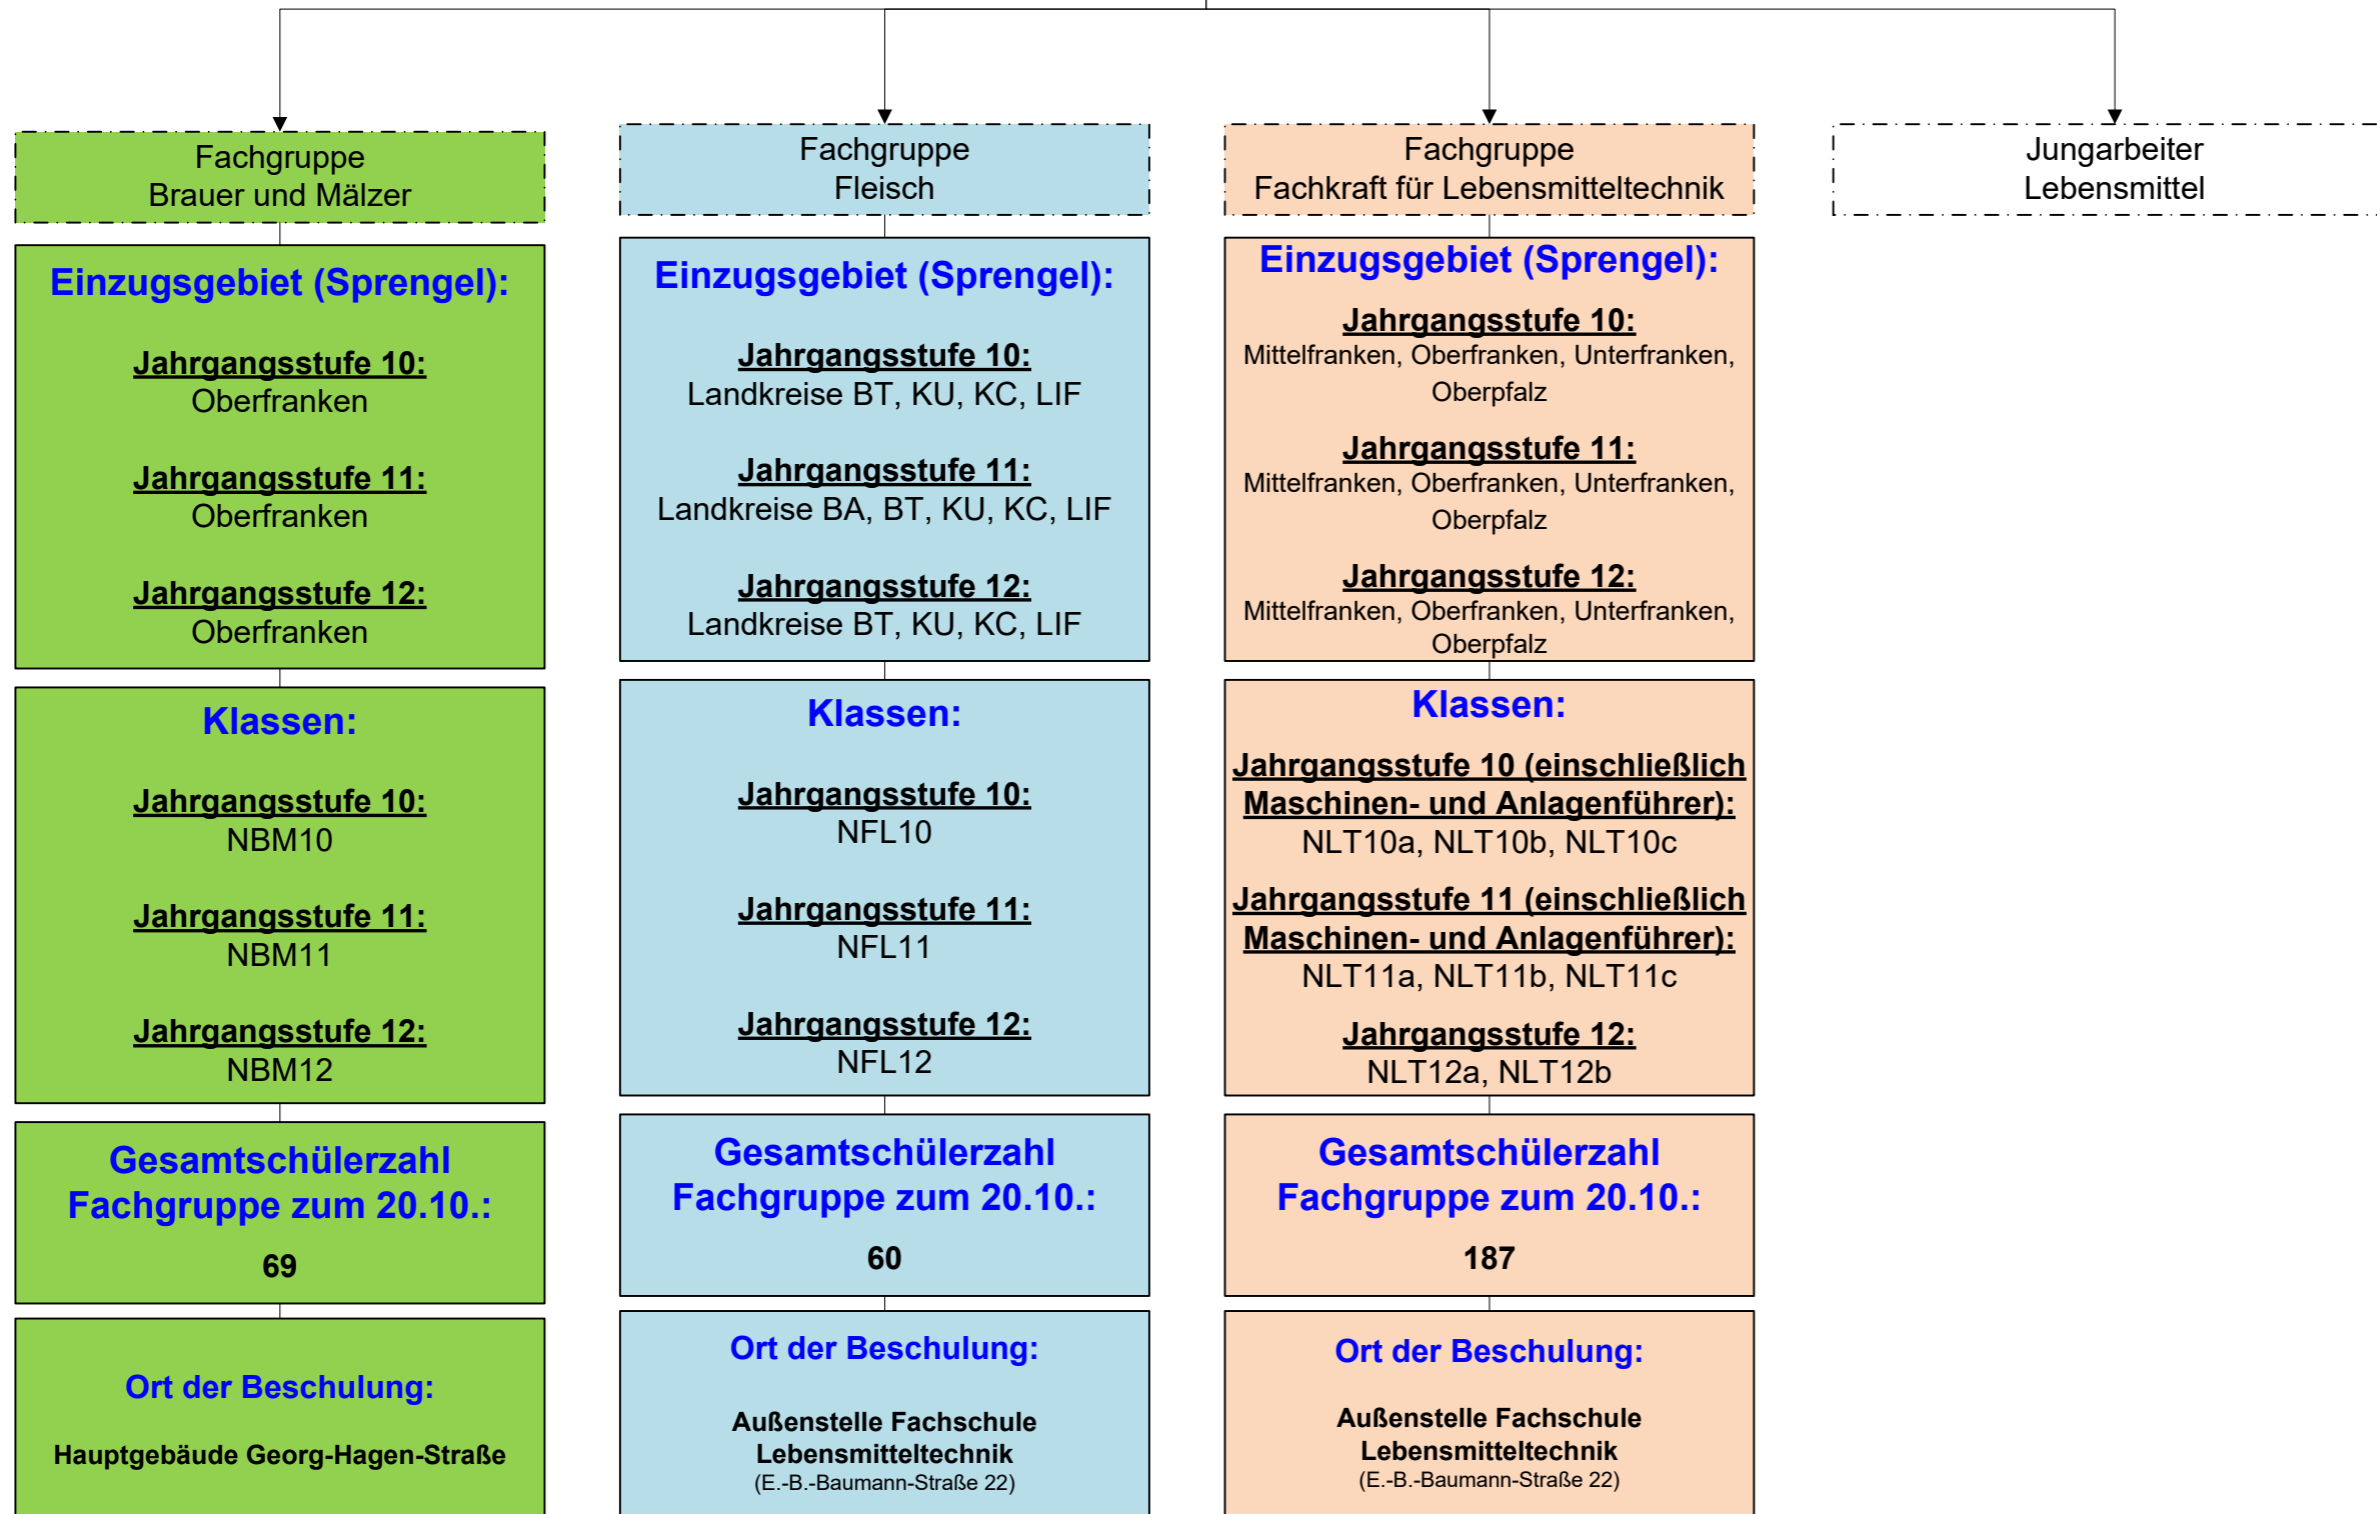 Fachgruppe
Brauer und Mälzer
Einzugsgebiet (Sprengel):
Jahrgangsstufe 10:
Oberfranken
Jahrgangsstufe 11:
Oberfranken
Jahrgangsstufe 12:
Oberfranken
Klassen:
Jahrgangsstufe 10:
NBM10
Jahrgangsstufe 11:
NBM11
Jahrgangsstufe 12:
NBM12
Gesamtschülerzahl
Fachgruppe zum 20.10.:
69
Ort der Beschulung:
Hauptgebäude Georg-Hagen-Straße
Fachgruppe
Fleisch
Einzugsgebiet (Sprengel):
Jahrgangsstufe 10:
Landkreise BT, KU, KC, LIF
Jahrgangsstufe 11:
Landkreise BA, BT, KU, KC, LIF
Jahrgangsstufe 12:
Landkreise BT, KU, KC, LIF
Klassen:
Jahrgangsstufe 10:
NFL10
Jahrgangsstufe 11:
NFL11
Jahrgangsstufe 12:
NFL12
Gesamtschülerzahl
Fachgruppe zum 20.10.:
60
Ort der Beschulung:
Außenstelle Fachschule
Lebensmitteltechnik
(E.-B.-Baumann-Straße 22)
Fachgruppe
Fachkraft für Lebensmitteltechnik
Einzugsgebiet (Sprengel):
Jahrgangsstufe 10:
Mittelfranken, Oberfranken, Unterfranken,
Oberpfalz
Jahrgangsstufe 11:
Mittelfranken, Oberfranken, Unterfranken,
Oberpfalz
Jahrgangsstufe 12:
Mittelfranken, Oberfranken, Unterfranken,
Oberpfalz
Klassen:
Jahrgangsstufe 10 (einschließlich
Maschinen- und Anlagenführer):
NLT10a, NLT10b, NLT10c
Jahrgangsstufe 11 (einschließlich
Maschinen- und Anlagenführer):
NLT11a, NLT11b, NLT11c
Jahrgangsstufe 12:
NLT12a, NLT12b
Gesamtschülerzahl
Fachgruppe zum 20.10.:
187
Ort der Beschulung:
Außenstelle Fachschule
Lebensmitteltechnik
(E.-B.-Baumann-Straße 22)
Jungarbeiter
Lebensmittel